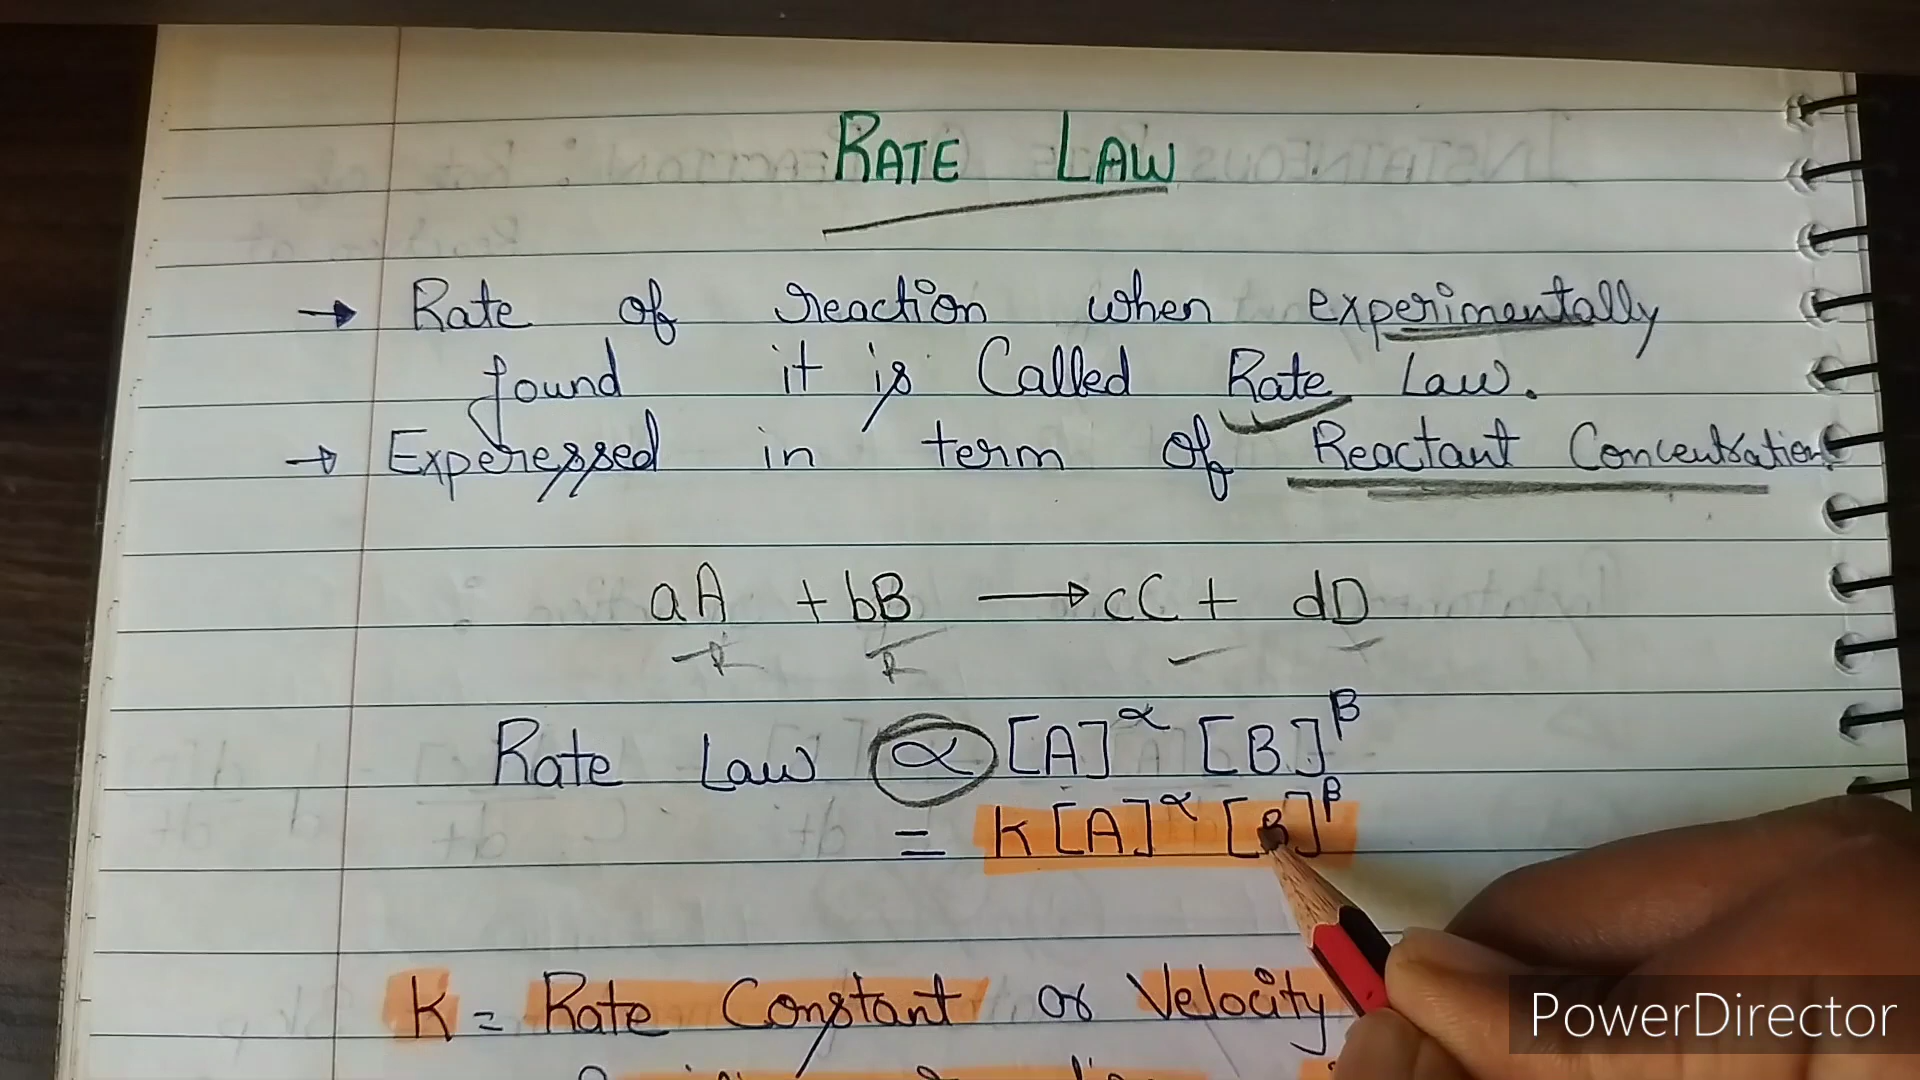 RATE LAW
→ Rate of reaction when experimentally
found it is Called Rate Law.
→ Experessed in term of Reactant Concentration.
aA + bB → cC + dD
R R
Rate Law ∝ [A]^α [B]^β
= K[A]^α [B]^β
K = Rate Constant or Velocity
PowerDirector